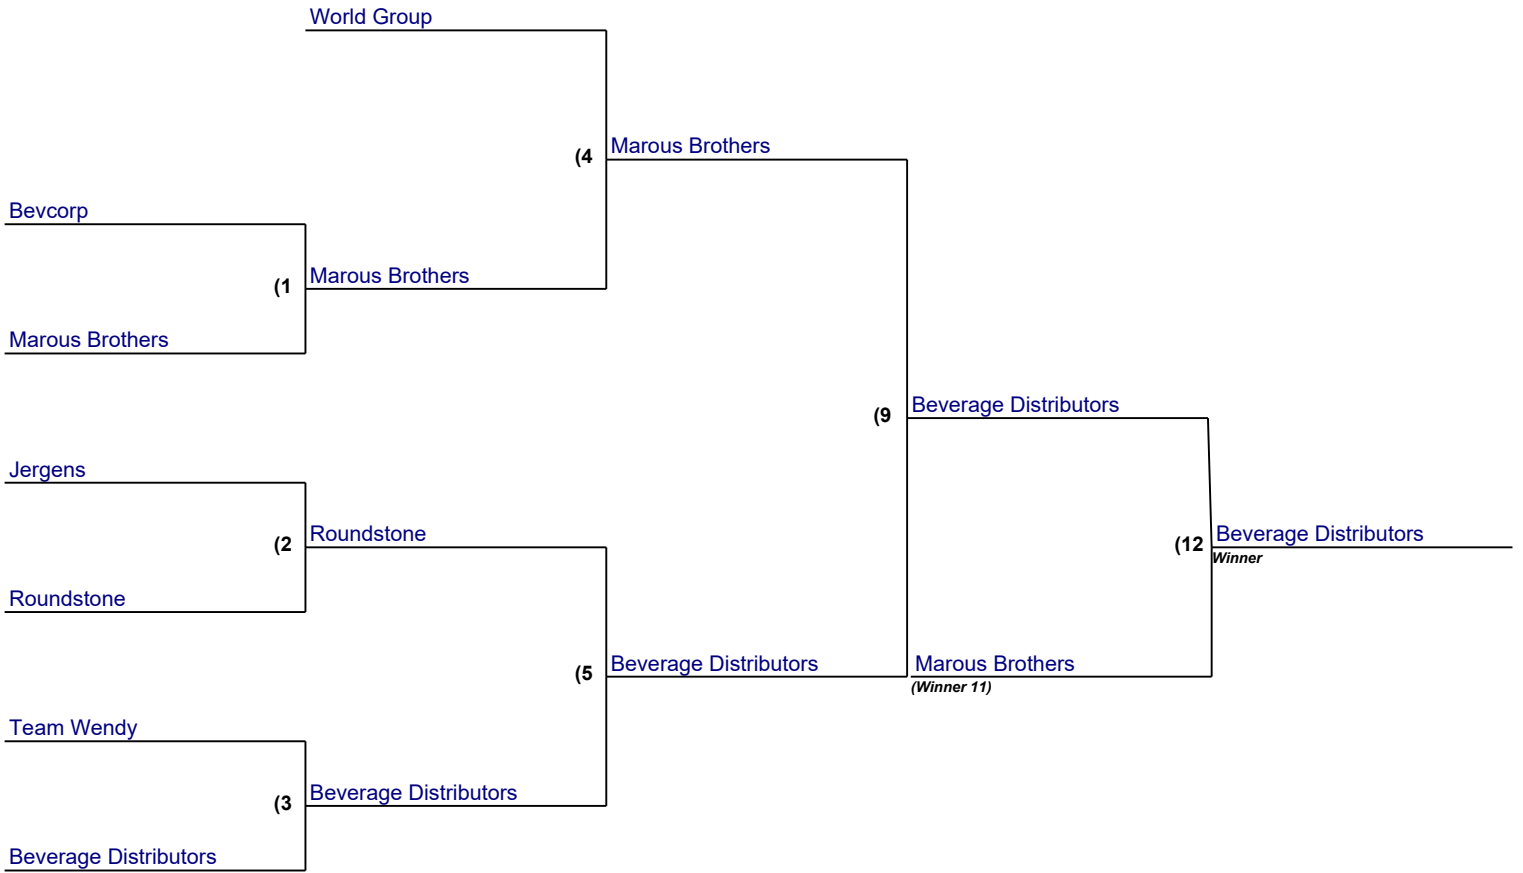 World Group
(4
Marous Brothers
Bevcorp
(1
Marous Brothers
Marous Brothers
(9
Beverage Distributors
Jergens
(2
Roundstone
(12
Beverage Distributors
Winner
Roundstone
(5
Beverage Distributors
Marous Brothers
(Winner 11)
Team Wendy
(3
Beverage Distributors
Beverage Distributors